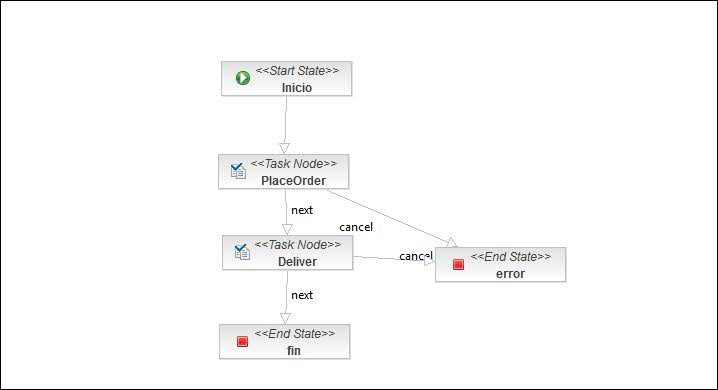 <<Start State>>
Inicio
<<Task Node>>
PlaceOrder
next
cancel
<<Task Node>>
Deliver
cancel
<<End State>>
error
next
<<End State>>
fin